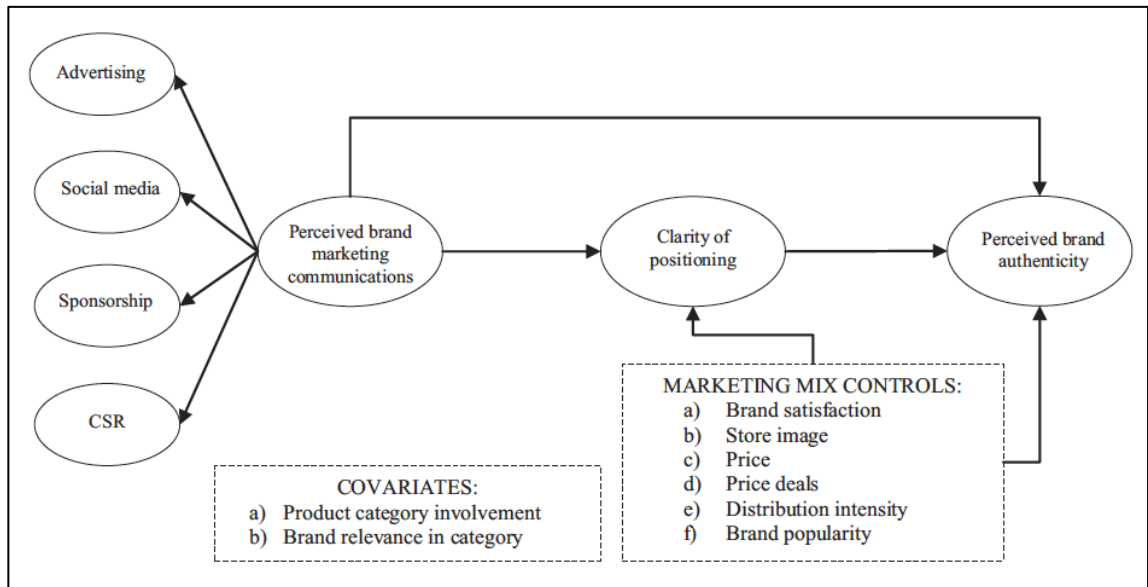 Advertising
Social media
Sponsorship
CSR
Perceived brand
marketing
communications
Clarity of
positioning
Perceived brand
authenticity
COVARIATES:
a) Product category involvement
b) Brand relevance in category
MARKETING MIX CONTROLS:
a) Brand satisfaction
b) Store image
c) Price
d) Price deals
e) Distribution intensity
f) Brand popularity